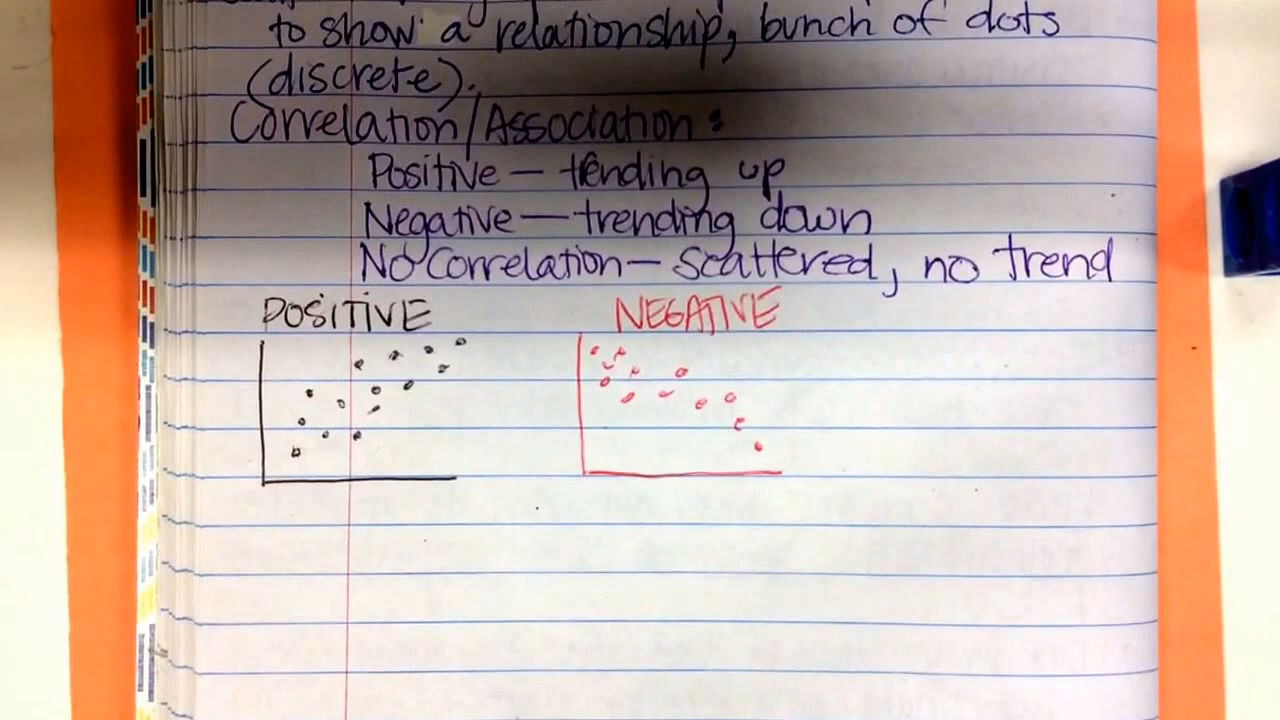 to show a relationship, bunch of dots
(discrete).
Correlation/Association:
Positive — tending up
Negative — trending down
No Correlation — scattered, no trend
POSITIVE NEGATIVE